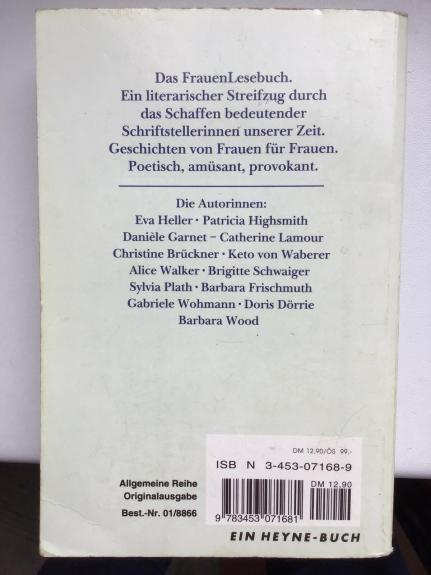 Das FrauenLesebuch.
Ein literarischer Streifzug durch
das Schaffen bedeutender
Schriftstellerinnen unserer Zeit.
Geschichten von Frauen für Frauen.
Poetisch, amüsant, provokant.
Die Autorinnen:
Eva Heller · Patricia Highsmith
Danièle Garnet – Catherine Lamour
Christine Brückner · Keto von Waberer
Alice Walker · Brigitte Schwaiger
Sylvia Plath · Barbara Frischmuth
Gabriele Wohmann · Doris Dörrie
Barbara Wood
DM 12.90/ÖS 99.-
ISB N 3-453-07168-9
DM 12.90
9 783453 071681
Allgemeine Reihe
Originalausgabe
Best.-Nr. 01/8866
EIN HEYNE-BUCH